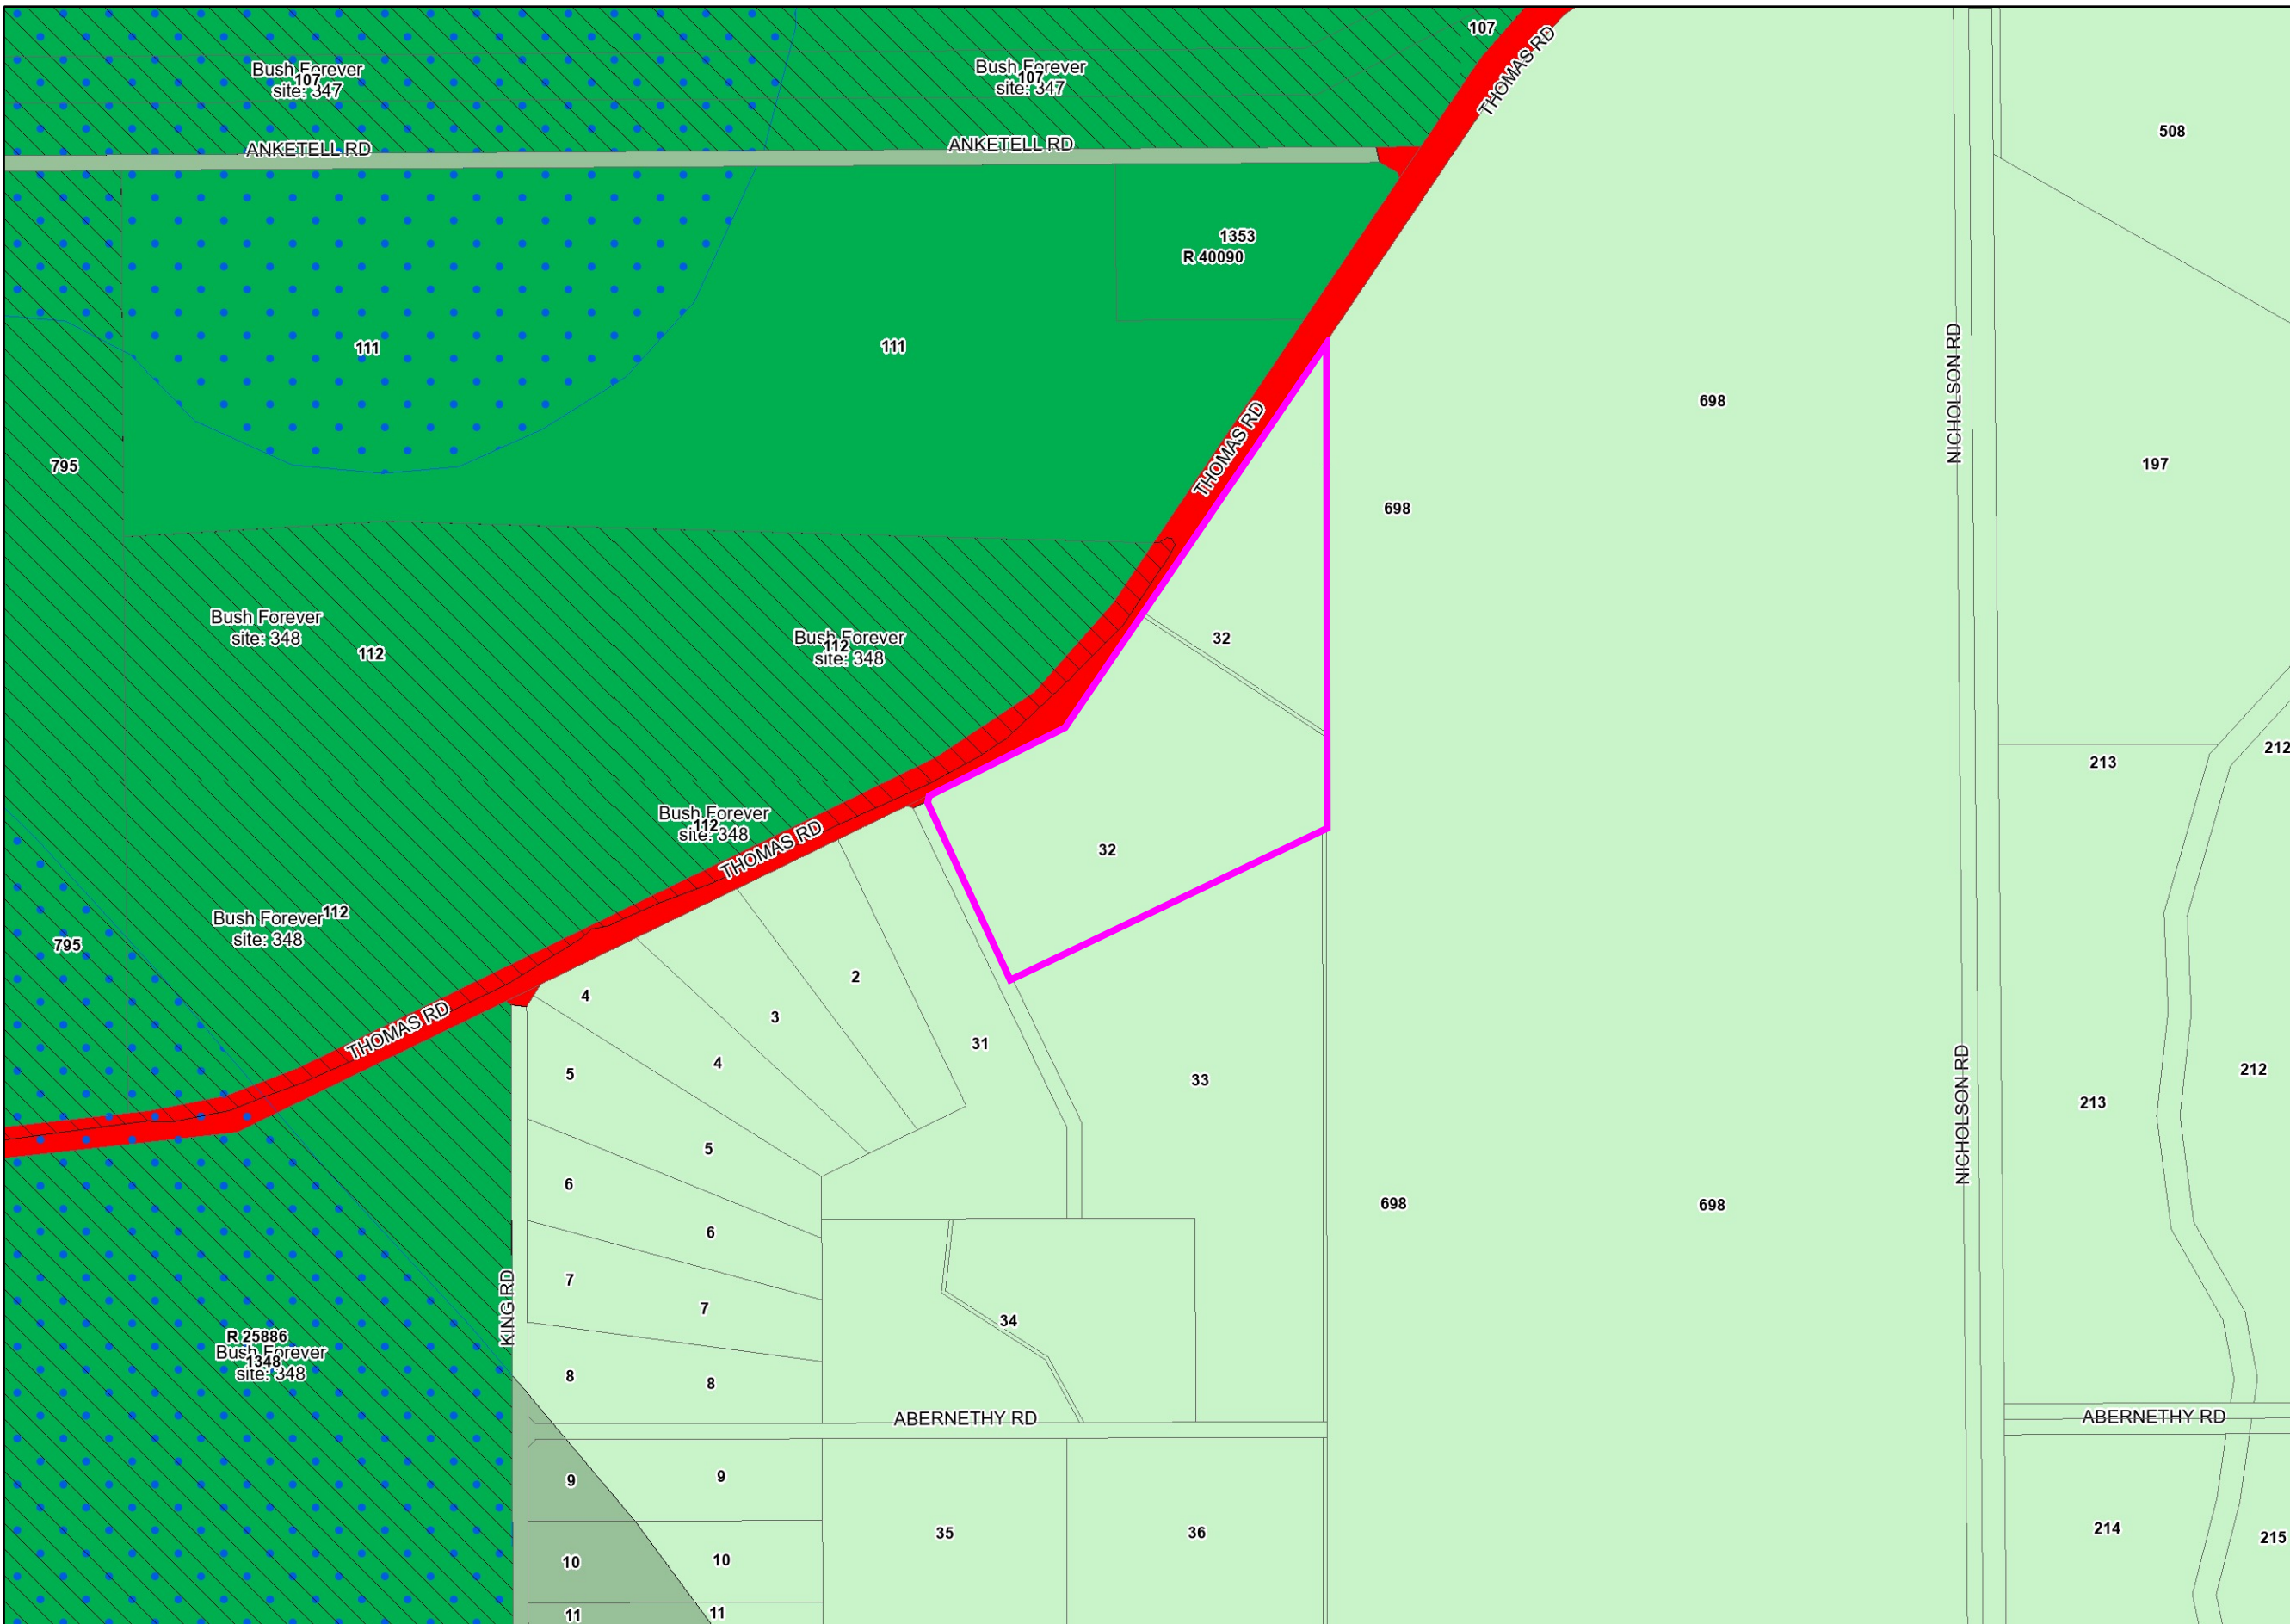 107
THOMAS RD
Bush Forever
107
site: 347
Bush Forever
107
site: 347
508
ANKETELL RD
ANKETELL RD
1353
R 40090
111
111
698
NICHOLSON RD
197
THOMAS RD
795
698
Bush Forever
site: 348
112
Bush Forever
112
site: 348
32
213
212
Bush Forever
112
site: 348
THOMAS RD
32
Bush Forever
112
site: 348
795
4
2
3
THOMAS RD
31
5
4
33
NICHOLSON RD
212
213
5
6
698
698
6
KING RD
7
7
34
R 25886
Bush Forever
1348
site: 348
8
8
ABERNETHY RD
ABERNETHY RD
9
9
35
36
214
215
10
10
11
11